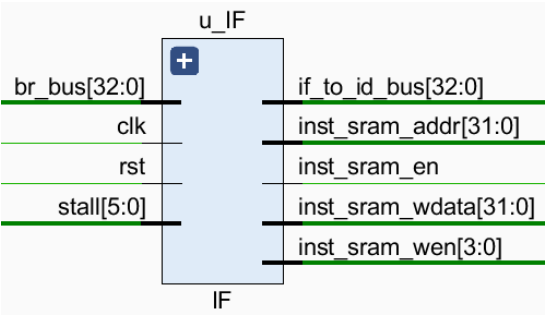 u_IF
br_bus[32:0]
clk
rst
stall[5:0]
if_to_id_bus[32:0]
inst_sram_addr[31:0]
inst_sram_en
inst_sram_wdata[31:0]
inst_sram_wen[3:0]
IF